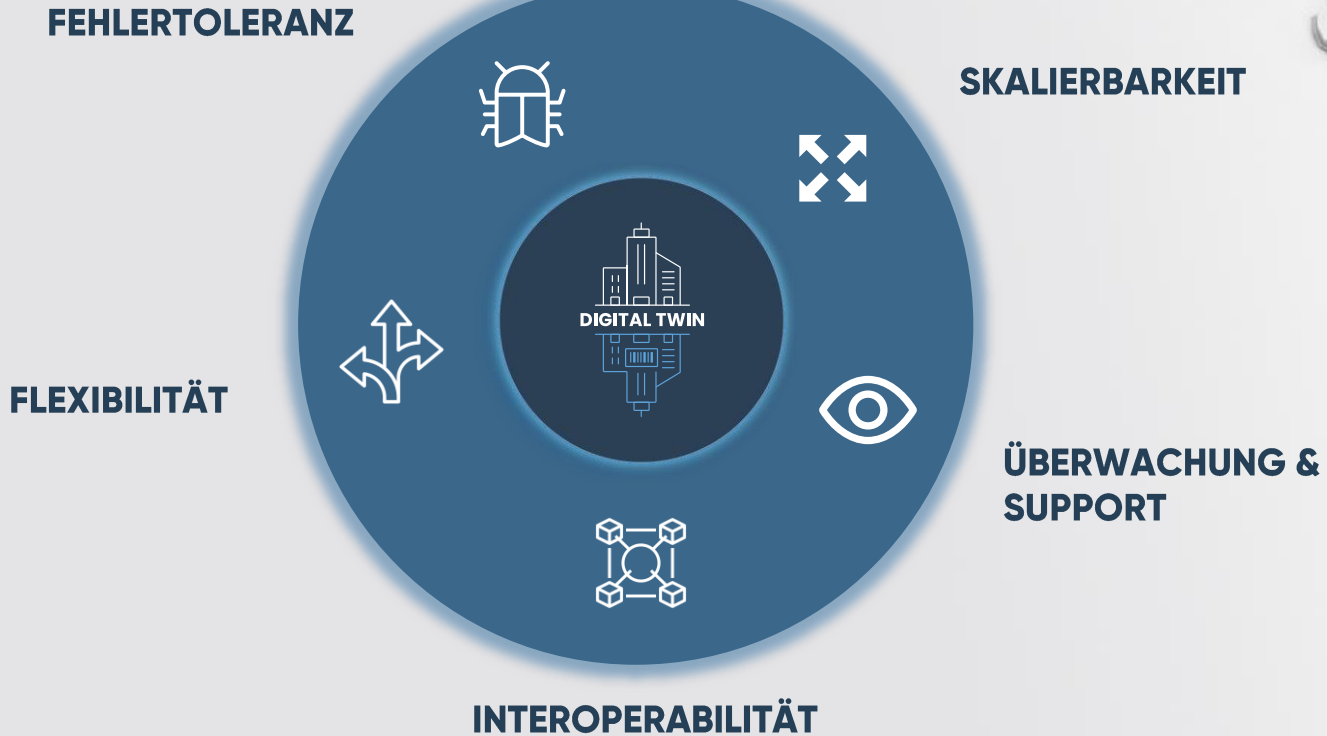 FEHLERTOLERANZ
SKALIERBARKEIT
DIGITAL TWIN
FLEXIBILITÄT
ÜBERWACHUNG &
SUPPORT
INTEROPERABILITÄT